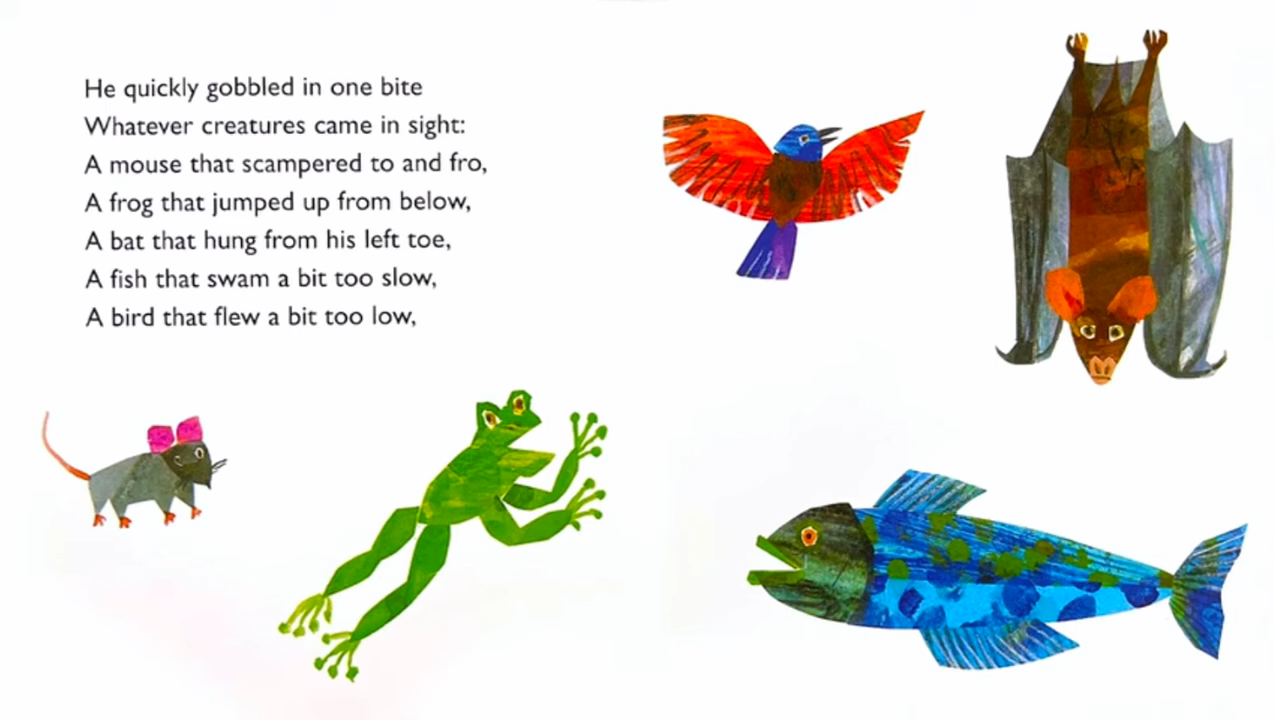 He quickly gobbled in one bite
Whatever creatures came in sight:
A mouse that scampered to and fro,
A frog that jumped up from below,
A bat that hung from his left toe,
A fish that swam a bit too slow,
A bird that flew a bit too low,